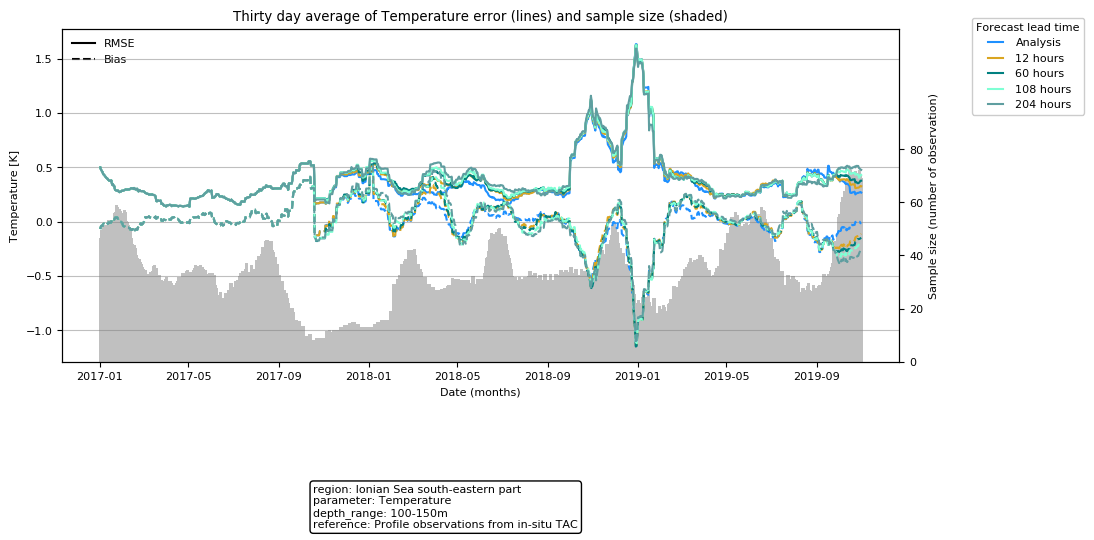 Thirty day average of Temperature error (lines) and sample size (shaded)
Forecast lead time
Analysis
12 hours
60 hours
108 hours
204 hours
RMSE
Bias
Temperature [K]
1.5
1.0
0.5
0.0
−0.5
−1.0
Sample size (number of observation)
80
60
40
20
0
2017-01 2017-05 2017-09 2018-01 2018-05 2018-09 2019-01 2019-05 2019-09
Date (months)
region: Ionian Sea south-eastern part
parameter: Temperature
depth_range: 100-150m
reference: Profile observations from in-situ TAC